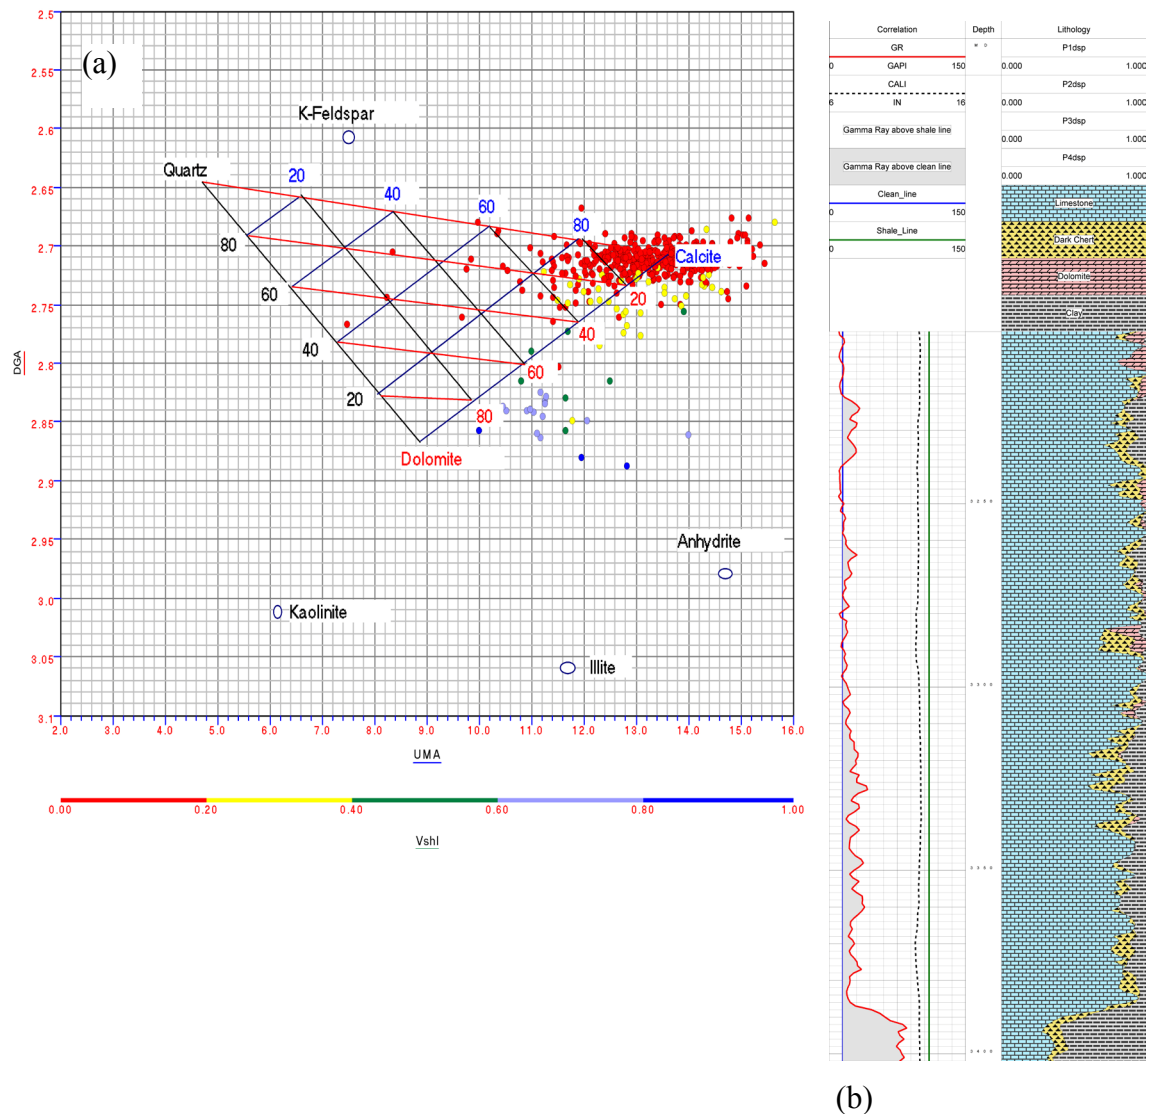 (a)
2.5
2.55
2.6
2.65
2.7
2.75
2.8
2.85
2.9
2.95
3.0
3.05
3.1
DGA
K-Feldspar
Quartz
20
40
60
80
Calcite
80
60
40
20
20
40
60
80
Dolomite
Anhydrite
Kaolinite
Illite
2.0 3.0 4.0 5.0 6.0 7.0 8.0 9.0 10.0 11.0 12.0 13.0 14.0 15.0 16.0
UMA
0.00 0.20 0.40 0.60 0.80 1.00
Vshl
Correlation Depth Lithology
GR P1dsp
0 GAPI 150 0.000 1.000
CALI P2dsp
6 IN 16 0.000 1.000
Gamma Ray above shale line P3dsp
0.000 1.000
Gamma Ray above clean line P4dsp
0.000 1.000
Clean_line Limestone
0 150
Shale_Line Dark Chert
0 150
Dolomite
Clay
(b)